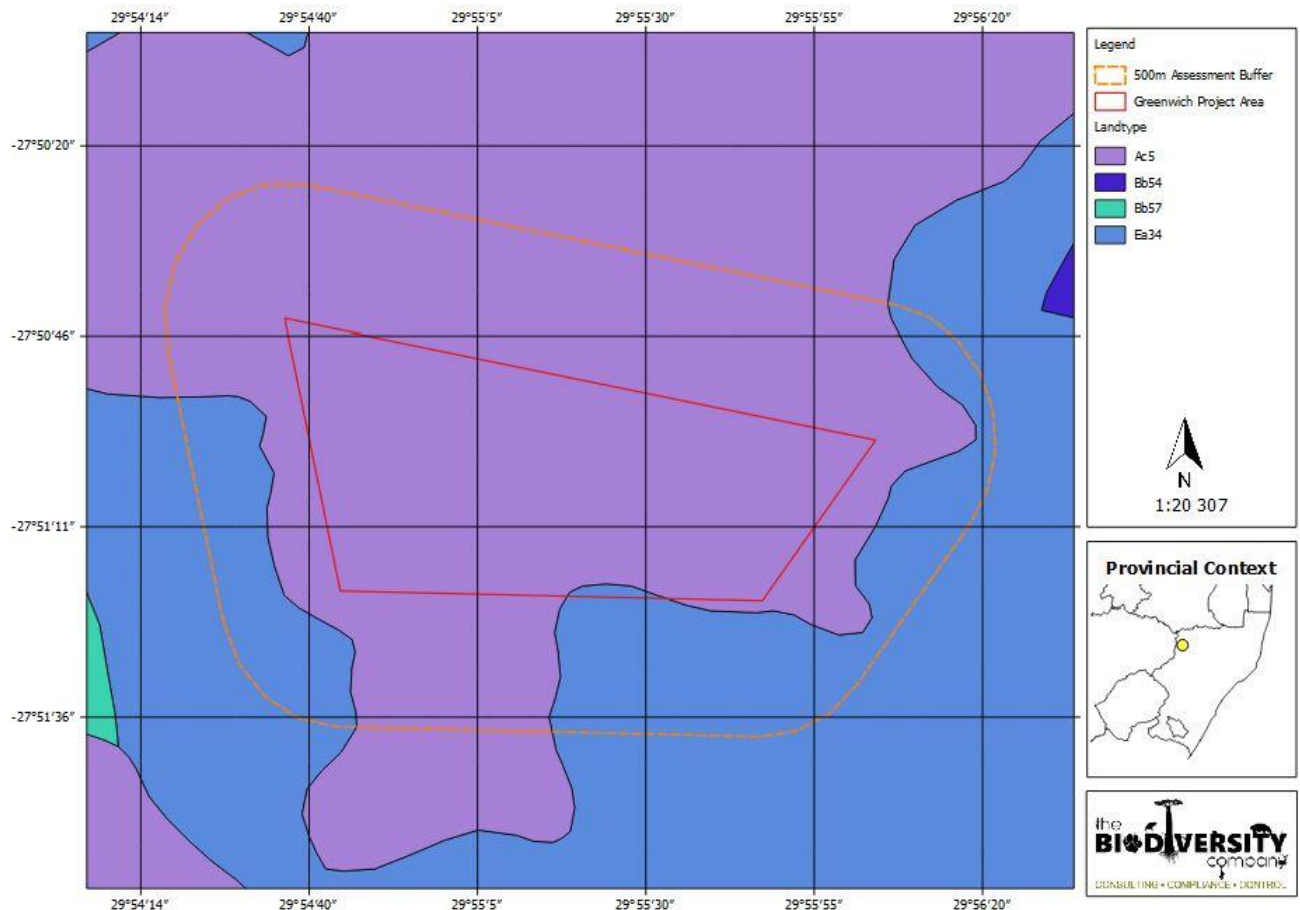 29°54'14" 29°54'40" 29°55'5" 29°55'30" 29°55'55" 29°56'20"
-27°50'20"
-27°50'46"
-27°51'11"
-27°51'36"
29°54'14" 29°54'40" 29°55'5" 29°55'30" 29°55'55" 29°56'20"
Legend
500m Assessment Buffer
Greenwich Project Area
Landtype
Ac5
Bb54
Bb57
Ea34
N
1:20 307
Provincial Context
the
BIODIVERSITY
company
CONSULTING • COMPLIANCE • CONTROL